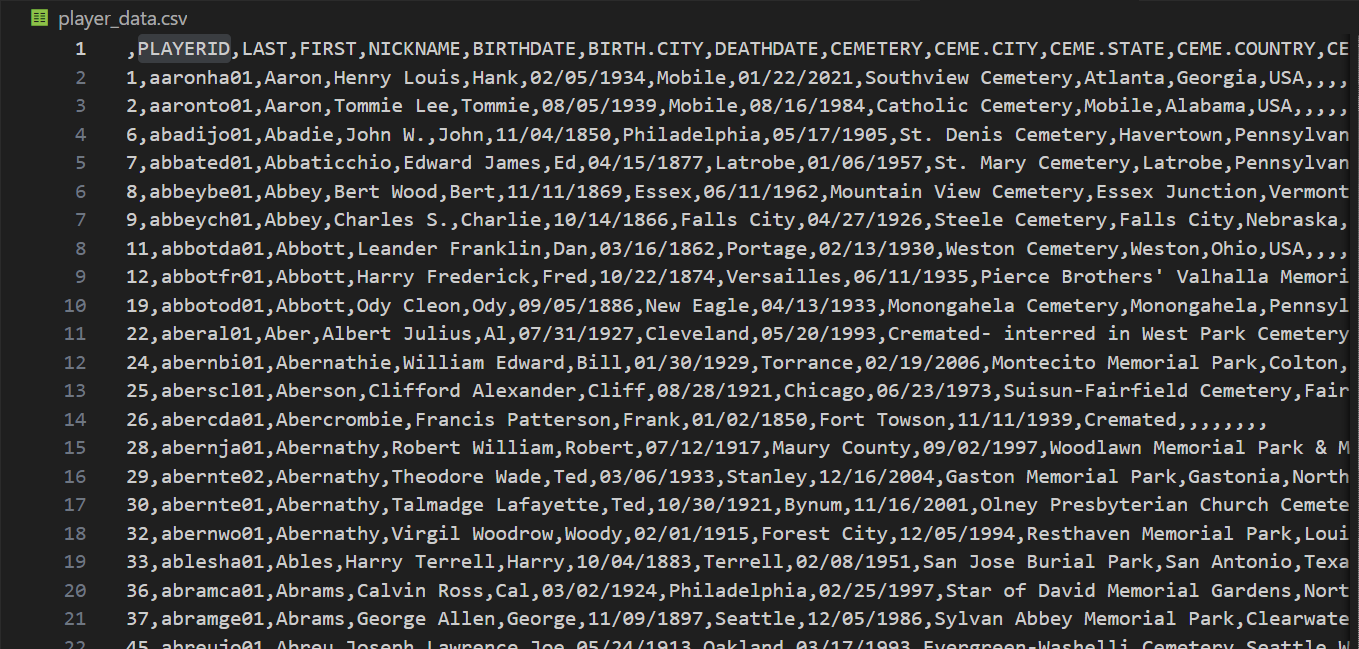 player_data.csv
1 ,PLAYERID,LAST,FIRST,NICKNAME,BIRTHDATE,BIRTH.CITY,DEATHDATE,CEMETERY,CEME.CITY,CEME.STATE,CEME.COUNTRY,CE
2 1,aaronha01,Aaron,Henry Louis,Hank,02/05/1934,Mobile,01/22/2021,Southview Cemetery,Atlanta,Georgia,USA,,,,
3 2,aaronto01,Aaron,Tommie Lee,Tommie,08/05/1939,Mobile,08/16/1984,Catholic Cemetery,Mobile,Alabama,USA,,,,,
4 6,abadijo01,Abadie,John W.,John,11/04/1850,Philadelphia,05/17/1905,St. Denis Cemetery,Havertown,Pennsylvan
5 7,abbated01,Abbaticchio,Edward James,Ed,04/15/1877,Latrobe,01/06/1957,St. Mary Cemetery,Latrobe,Pennsylvan
6 8,abbeybe01,Abbey,Bert Wood,Bert,11/11/1869,Essex,06/11/1962,Mountain View Cemetery,Essex Junction,Vermont
7 9,abbeych01,Abbey,Charles S.,Charlie,10/14/1866,Falls City,04/27/1926,Steele Cemetery,Falls City,Nebraska,
8 11,abbotda01,Abbott,Leander Franklin,Dan,03/16/1862,Portage,02/13/1930,Weston Cemetery,Weston,Ohio,USA,,,,
9 12,abbotfr01,Abbott,Harry Frederick,Fred,10/22/1874,Versailles,06/11/1935,Pierce Brothers' Valhalla Memori
10 19,abbotod01,Abbott,Ody Cleon,Ody,09/05/1886,New Eagle,04/13/1933,Monongahela Cemetery,Monongahela,Pennsyl
11 22,aberal01,Aber,Albert Julius,Al,07/31/1927,Cleveland,05/20/1993,Cremated- interred in West Park Cemetery
12 24,abernbi01,Abernathie,William Edward,Bill,01/30/1929,Torrance,02/19/2006,Montecito Memorial Park,Colton,
13 25,aberscl01,Aberson,Clifford Alexander,Cliff,08/28/1921,Chicago,06/23/1973,Suisun-Fairfield Cemetery,Fair
14 26,abercda01,Abercrombie,Francis Patterson,Frank,01/02/1850,Fort Towson,11/11/1939,Cremated,,,,,,,,
15 28,abernja01,Abernathy,Robert William,Robert,07/12/1917,Maury County,09/02/1997,Woodlawn Memorial Park & M
16 29,abernte02,Abernathy,Theodore Wade,Ted,03/06/1933,Stanley,12/16/2004,Gaston Memorial Park,Gastonia,North
17 30,abernte01,Abernathy,Talmadge Lafayette,Ted,10/30/1921,Bynum,11/16/2001,Olney Presbyterian Church Cemete
18 32,abernwo01,Abernathy,Virgil Woodrow,Woody,02/01/1915,Forest City,12/05/1994,Resthaven Memorial Park,Loui
19 33,ablesha01,Ables,Harry Terrell,Harry,10/04/1883,Terrell,02/08/1951,San Jose Burial Park,San Antonio,Texa
20 36,abramca01,Abrams,Calvin Ross,Cal,03/02/1924,Philadelphia,02/25/1997,Star of David Memorial Gardens,Nort
21 37,abramge01,Abrams,George Allen,George,11/09/1897,Seattle,12/05/1986,Sylvan Abbey Memorial Park,Clearwate
22 45,abreujo01,Abreu,Joseph Lawrence,Joe,05/24/1913,Oakland,03/17/1993,Evergreen-Washelli Cemetery,Seattle,W